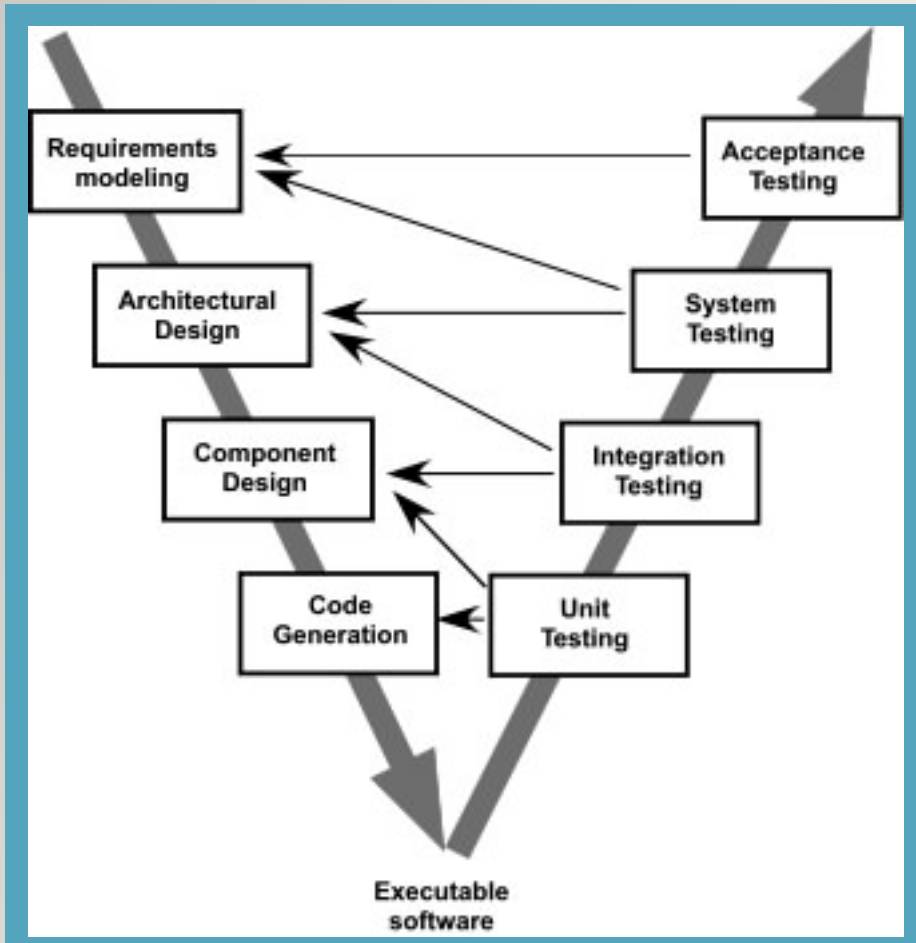 Requirements
modeling
Acceptance
Testing
Architectural
Design
System
Testing
Component
Design
Integration
Testing
Code
Generation
Unit
Testing
Executable
software